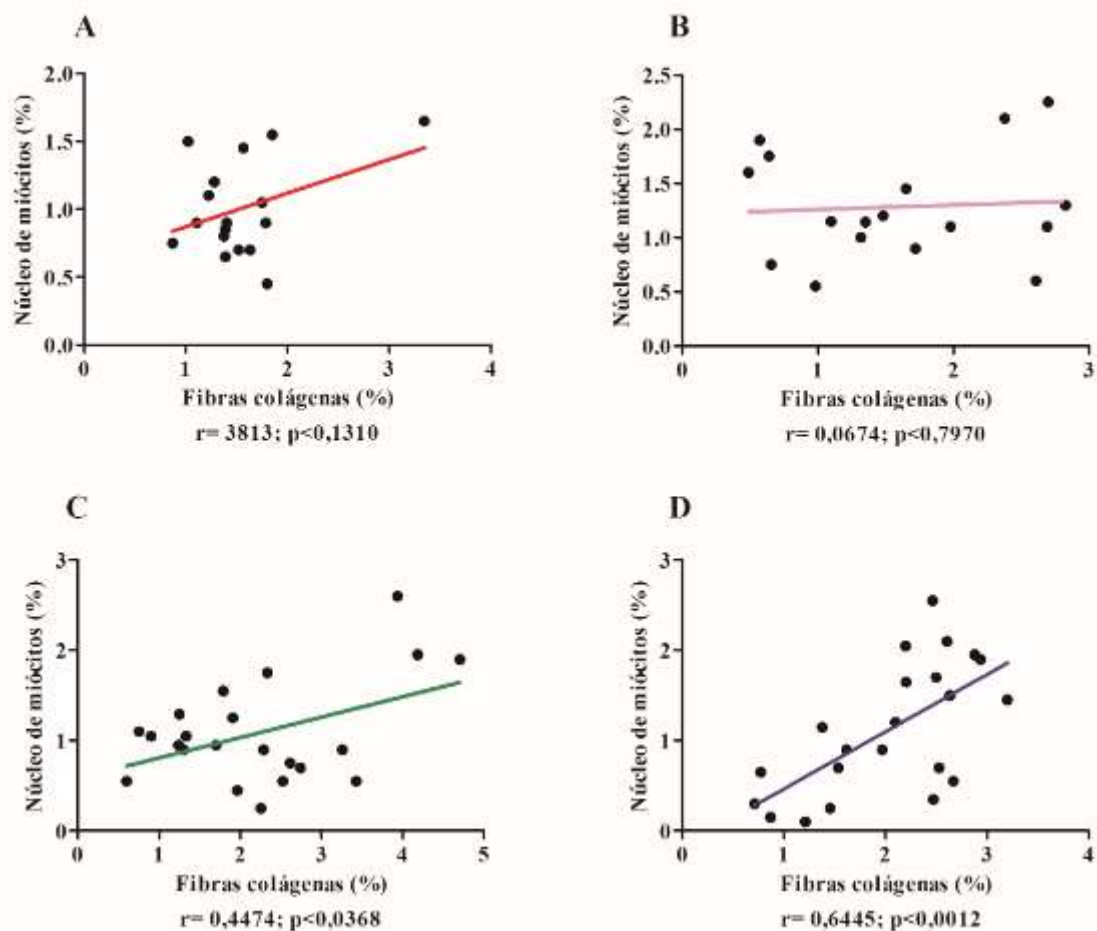 A
Núcleo de miócitos (%)
2.0
1.5
1.0
0.5
0.0
0 1 2 3 4
Fibras colágenas (%)
r= 3813; p<0,1310
B
Núcleo de miócitos (%)
2.5
2.0
1.5
1.0
0.5
0.0
0 1 2 3
Fibras colágenas (%)
r= 0,0674; p<0,7970
C
Núcleo de miócitos (%)
3
2
1
0
0 1 2 3 4 5
Fibras colágenas (%)
r= 0,4474; p<0,0368
D
Núcleo de miócitos (%)
3
2
1
0
0 1 2 3 4
Fibras colágenas (%)
r= 0,6445; p<0,0012